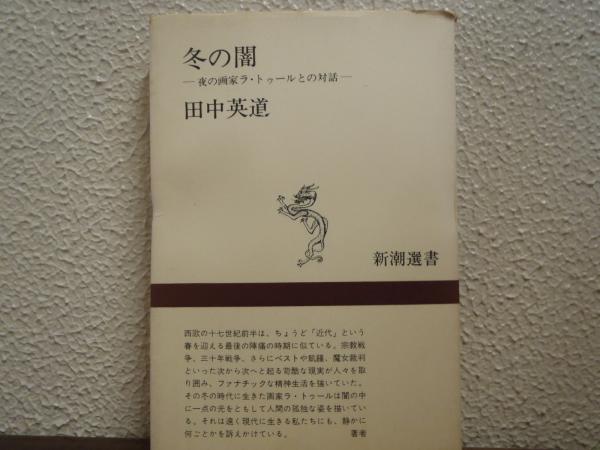 冬の闇
—夜の画家ラ・トゥールとの対話—
田中英道
新潮選書
西欧の十七世紀前半は、ちょうど「近代」という
春を迎える最後の陣痛の時期に似ている。宗教戦
争、三十年戦争、さらにペストや飢饉、魔女裁判
といった次から次へと起る苛酷な現実が人々を取
り囲み、ファナチックな精神生活を強いていた。
その冬の時代に生きた画家ラ・トゥールは闇の中
に一点の光をともして人間の孤独な姿を描いてい
る。それは遠く現代に生きる私たちにも、静かに
何ごとかを訴えかけている。 著者